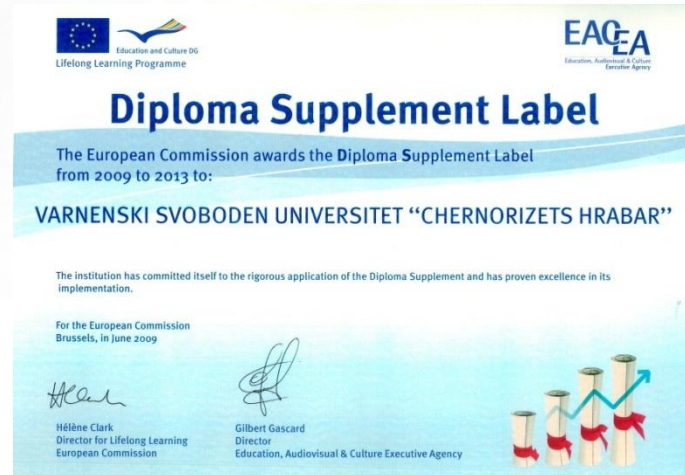 Education and Culture DG
Lifelong Learning Programme
EACEA
Education, Audiovisual & Culture
Executive Agency
Diploma Supplement Label
The European Commission awards the Diploma Supplement Label
from 2009 to 2013 to:
VARNENSKI SVOBODEN UNIVERSITET “CHERNORIZETS HRABAR”
The institution has committed itself to the rigorous application of the Diploma Supplement and has proven excellence in its
implementation.
For the European Commission
Brussels, in June 2009
Hélène Clark
Director for Lifelong Learning
European Commission
Gilbert Gascard
Director
Education, Audiovisual & Culture Executive Agency